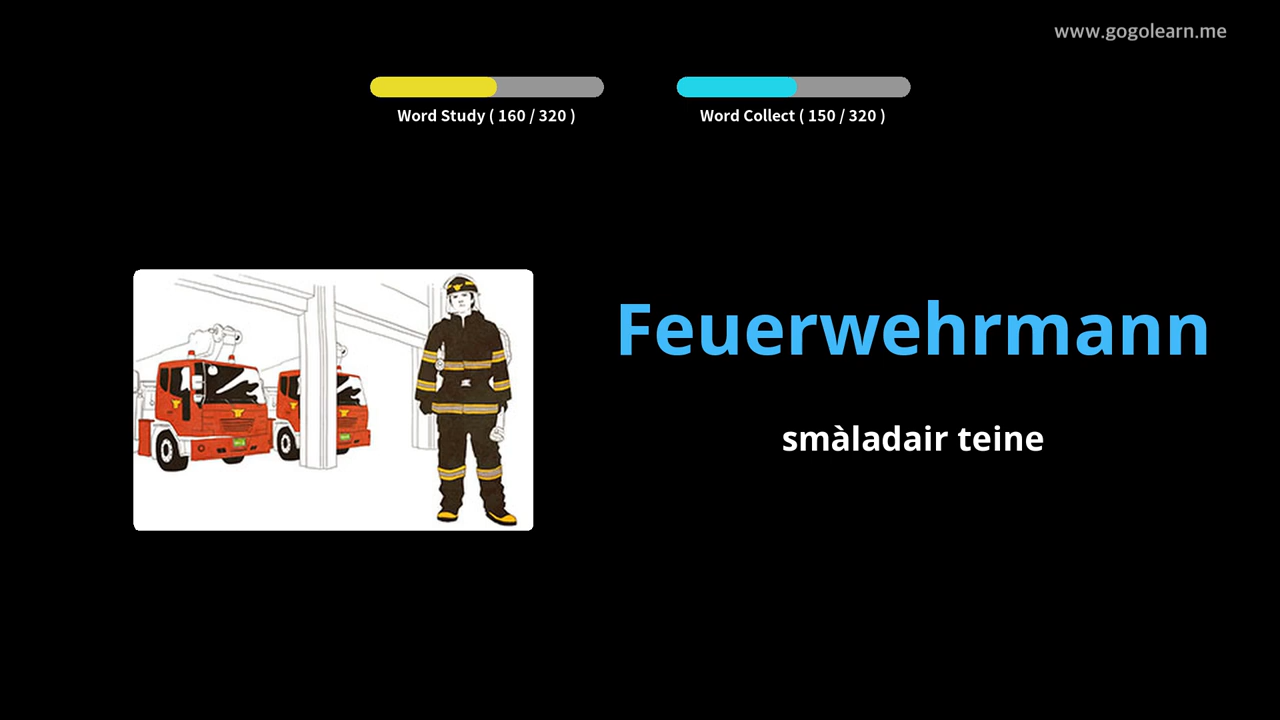 www.gogolearn.me
Word Study ( 160 / 320 )
Word Collect ( 150 / 320 )
Feuerwehrmann
smàladair teine